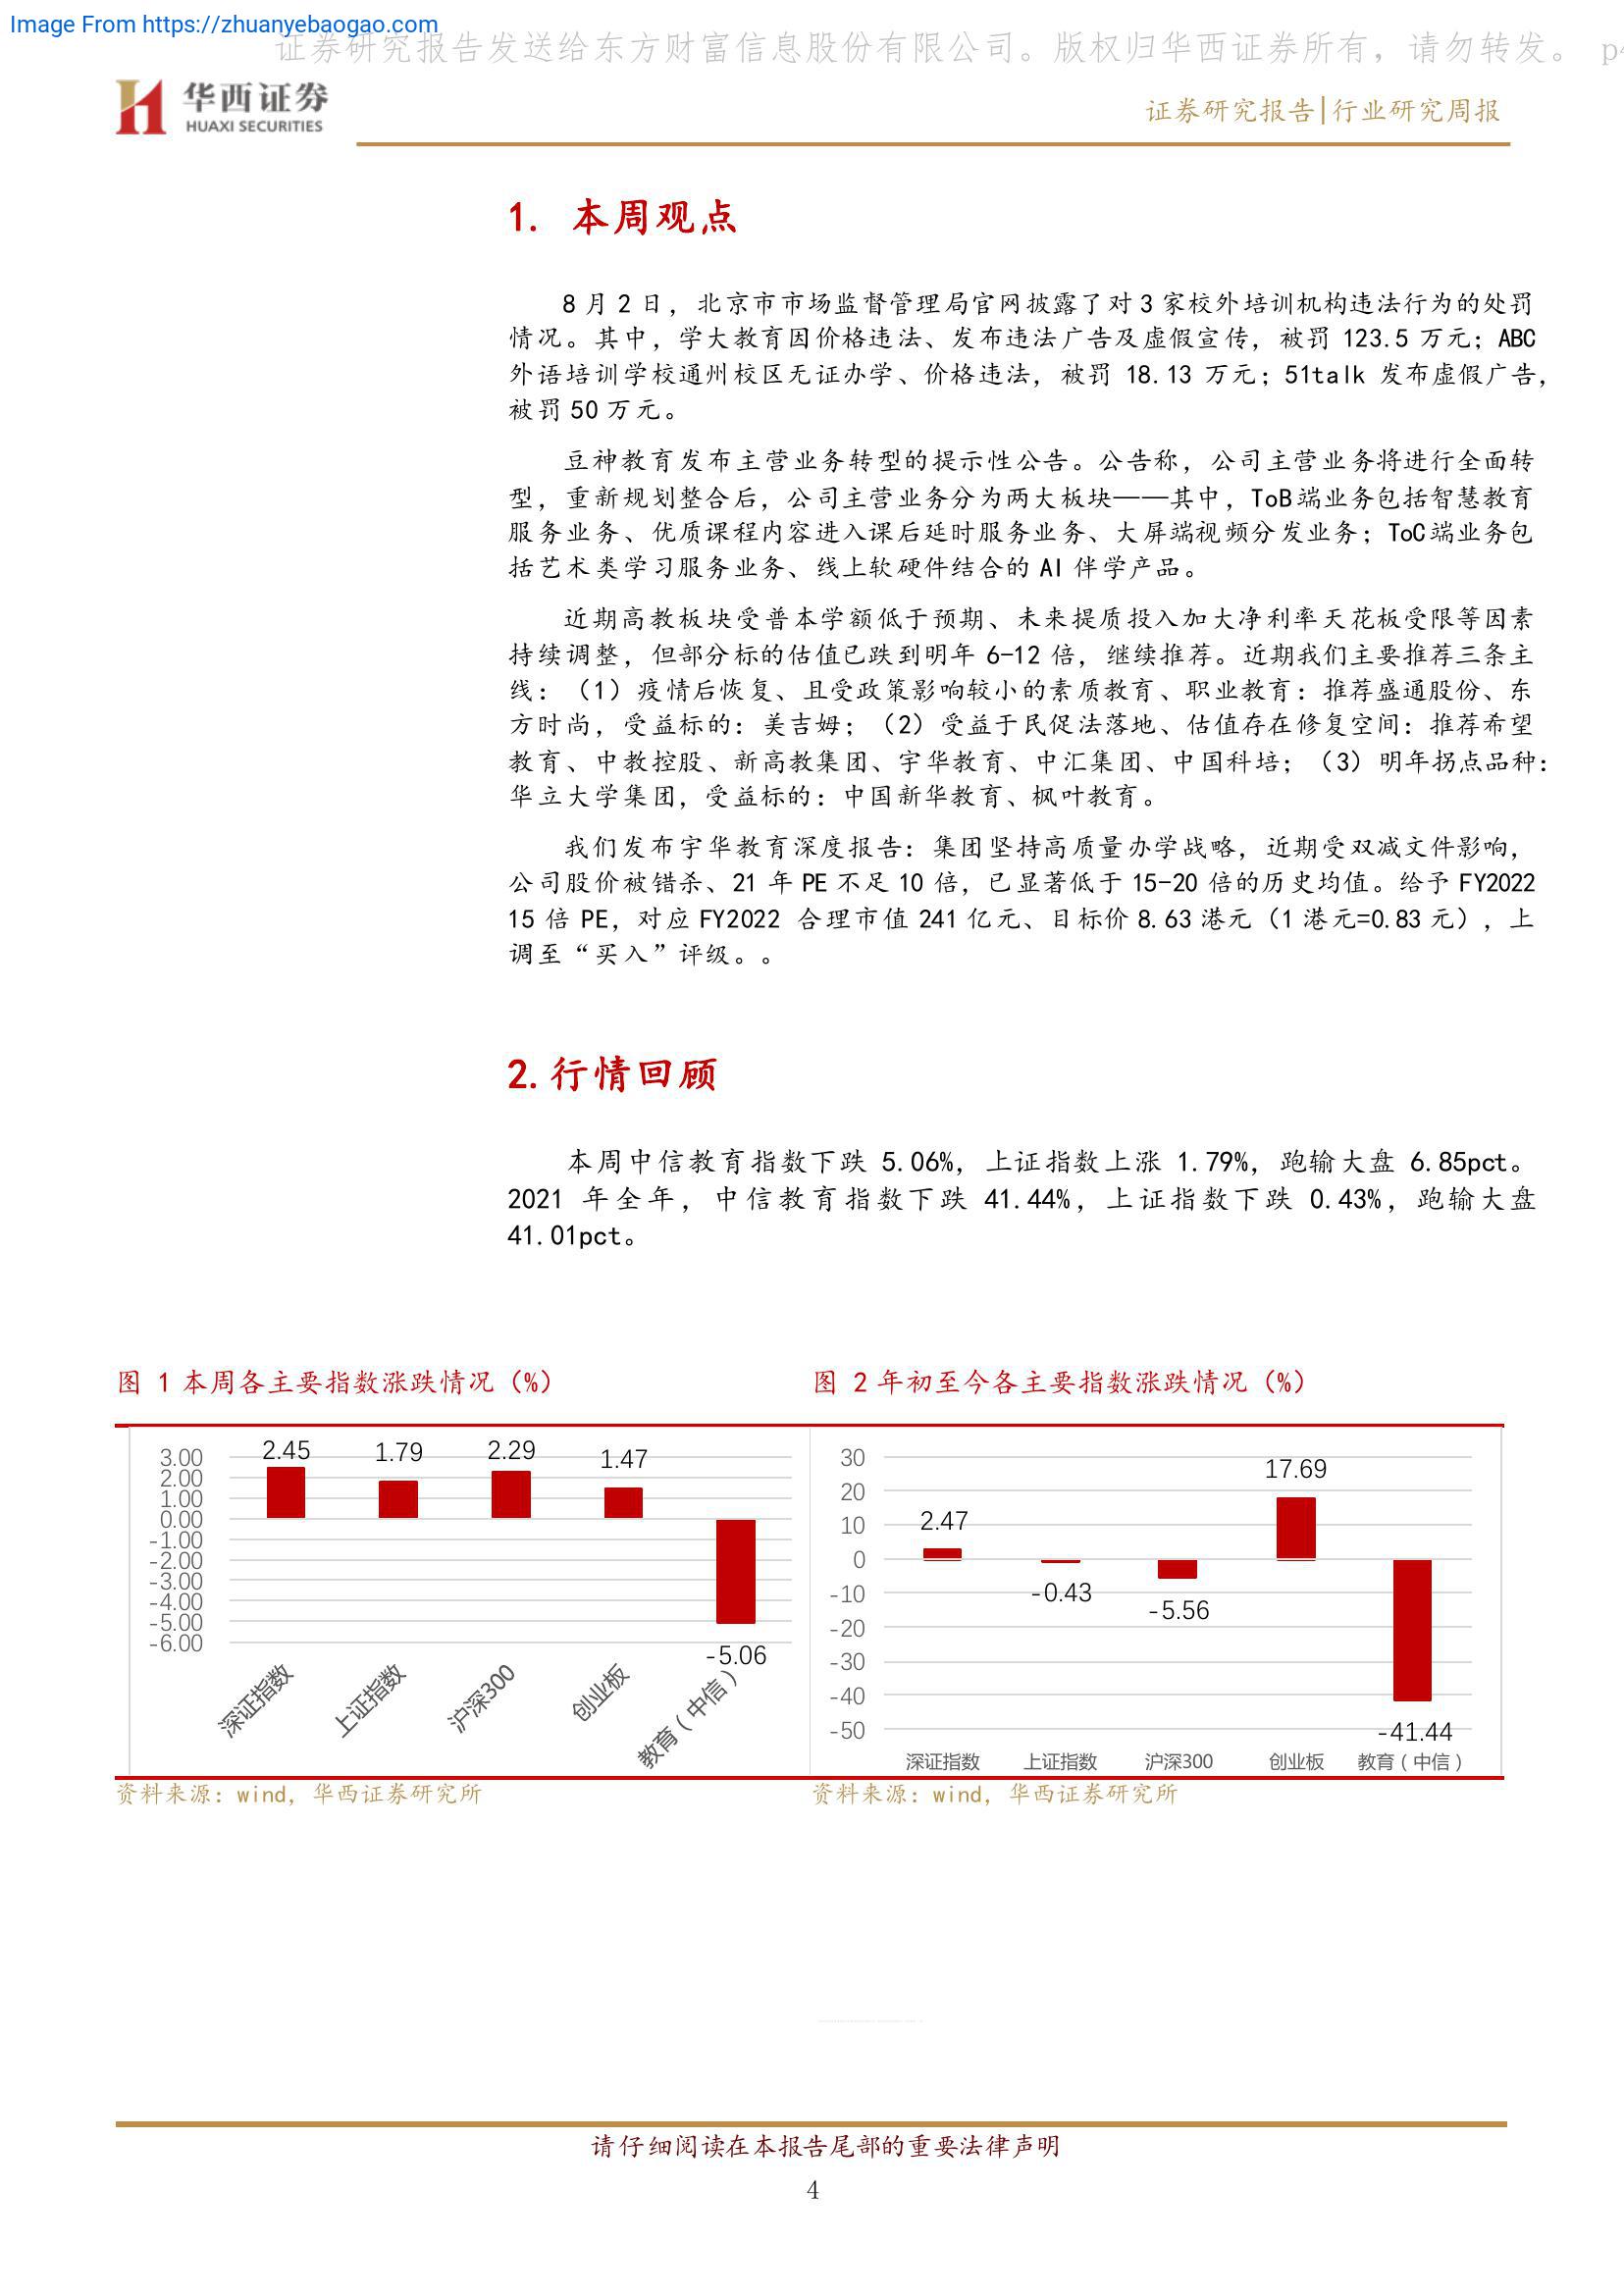 Image From https://zhuanyebaogao.com
证券研究报告发送给东方财富信息股份有限公司。版权归华西证券所有，请勿转发。 p4
华西证券
HUAXI SECURITIES
证券研究报告|行业研究周报
1. 本周观点
8 月 2 日，北京市市场监督管理局官网披露了对 3 家校外培训机构违法行为的处罚
情况。其中，学大教育因价格违法、发布违法广告及虚假宣传，被罚 123.5 万元；ABC
外语培训学校通州校区无证办学、价格违法，被罚 18.13 万元；51talk 发布虚假广告，
被罚 50 万元。
豆神教育发布主营业务转型的提示性公告。公告称，公司主营业务将进行全面转
型，重新规划整合后，公司主营业务分为两大板块——其中，ToB 端业务包括智慧教育
服务业务、优质课程内容进入课后延时服务业务、大屏端视频分发业务；ToC 端业务包
括艺术类学习服务业务、线上软硬件结合的 AI 伴学产品。
近期高教板块受普本学额低于预期、未来提质投入加大净利率天花板受限等因素
持续调整，但部分标的估值已跌到明年 6-12 倍，继续推荐。近期我们主要推荐三条主
线：（1）疫情后恢复、且受政策影响较小的素质教育、职业教育：推荐盛通股份、东
方时尚，受益标的：美吉姆；（2）受益于民促法落地、估值存在修复空间：推荐希望
教育、中教控股、新高教集团、宇华教育、中汇集团、中国科培；（3）明年拐点品种：
华立大学集团，受益标的：中国新华教育、枫叶教育。
我们发布宇华教育深度报告：集团坚持高质量办学战略，近期受双减文件影响，
公司股价被错杀、21 年 PE 不足 10 倍，已显著低于 15-20 倍的历史均值。给予 FY2022
15 倍 PE，对应 FY2022 合理市值 241 亿元、目标价 8.63 港元（1 港元=0.83 元），上
调至“买入”评级。。
2.行情回顾
本周中信教育指数下跌 5.06%，上证指数上涨 1.79%，跑输大盘 6.85pct。
2021 年全年，中信教育指数下跌 41.44%，上证指数下跌 0.43%，跑输大盘
41.01pct。
图 1 本周各主要指数涨跌情况（%）
3.00
2.00
1.00
0.00
-1.00
-2.00
-3.00
-4.00
-5.00
-6.00
2.45
1.79
2.29
1.47
-5.06
深证指数
上证指数
沪深300
创业板
教育（中信）
资料来源：wind，华西证券研究所
图 2 年初至今各主要指数涨跌情况（%）
30
20
10
0
-10
-20
-30
-40
-50
2.47
-0.43
-5.56
17.69
-41.44
深证指数
上证指数
沪深300
创业板
教育（中信）
资料来源：wind，华西证券研究所
请仔细阅读在本报告尾部的重要法律声明
4